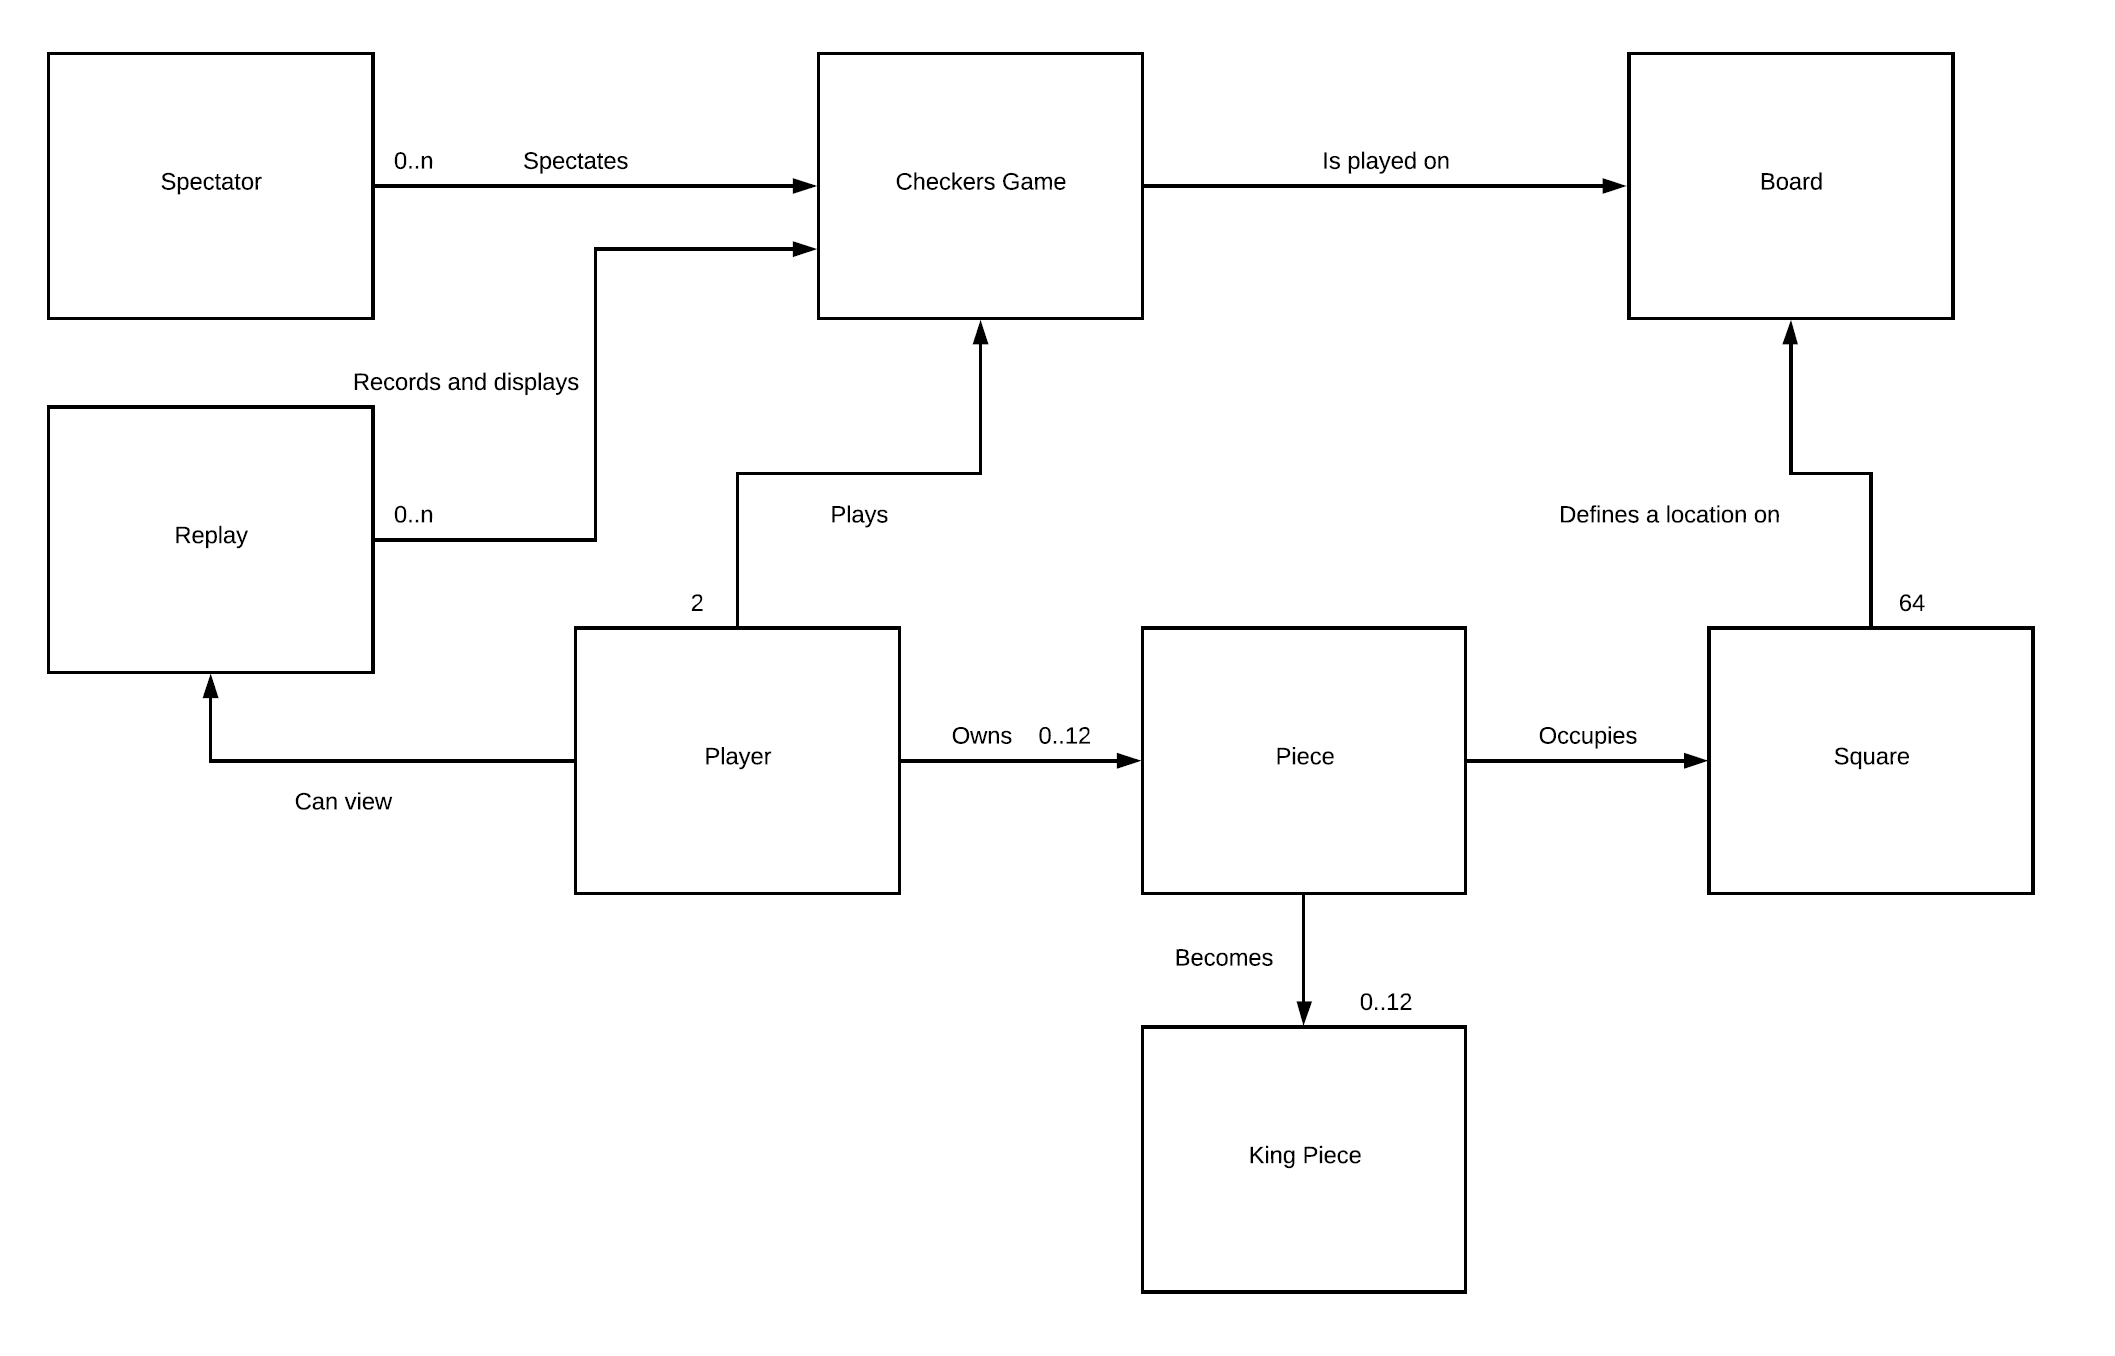 0..n
Spectates
Is played on
Spectator
Checkers Game
Board
Records and displays
0..n
Plays
Defines a location on
Replay
2
64
Owns
0..12
Occupies
Player
Piece
Square
Can view
Becomes
0..12
King Piece